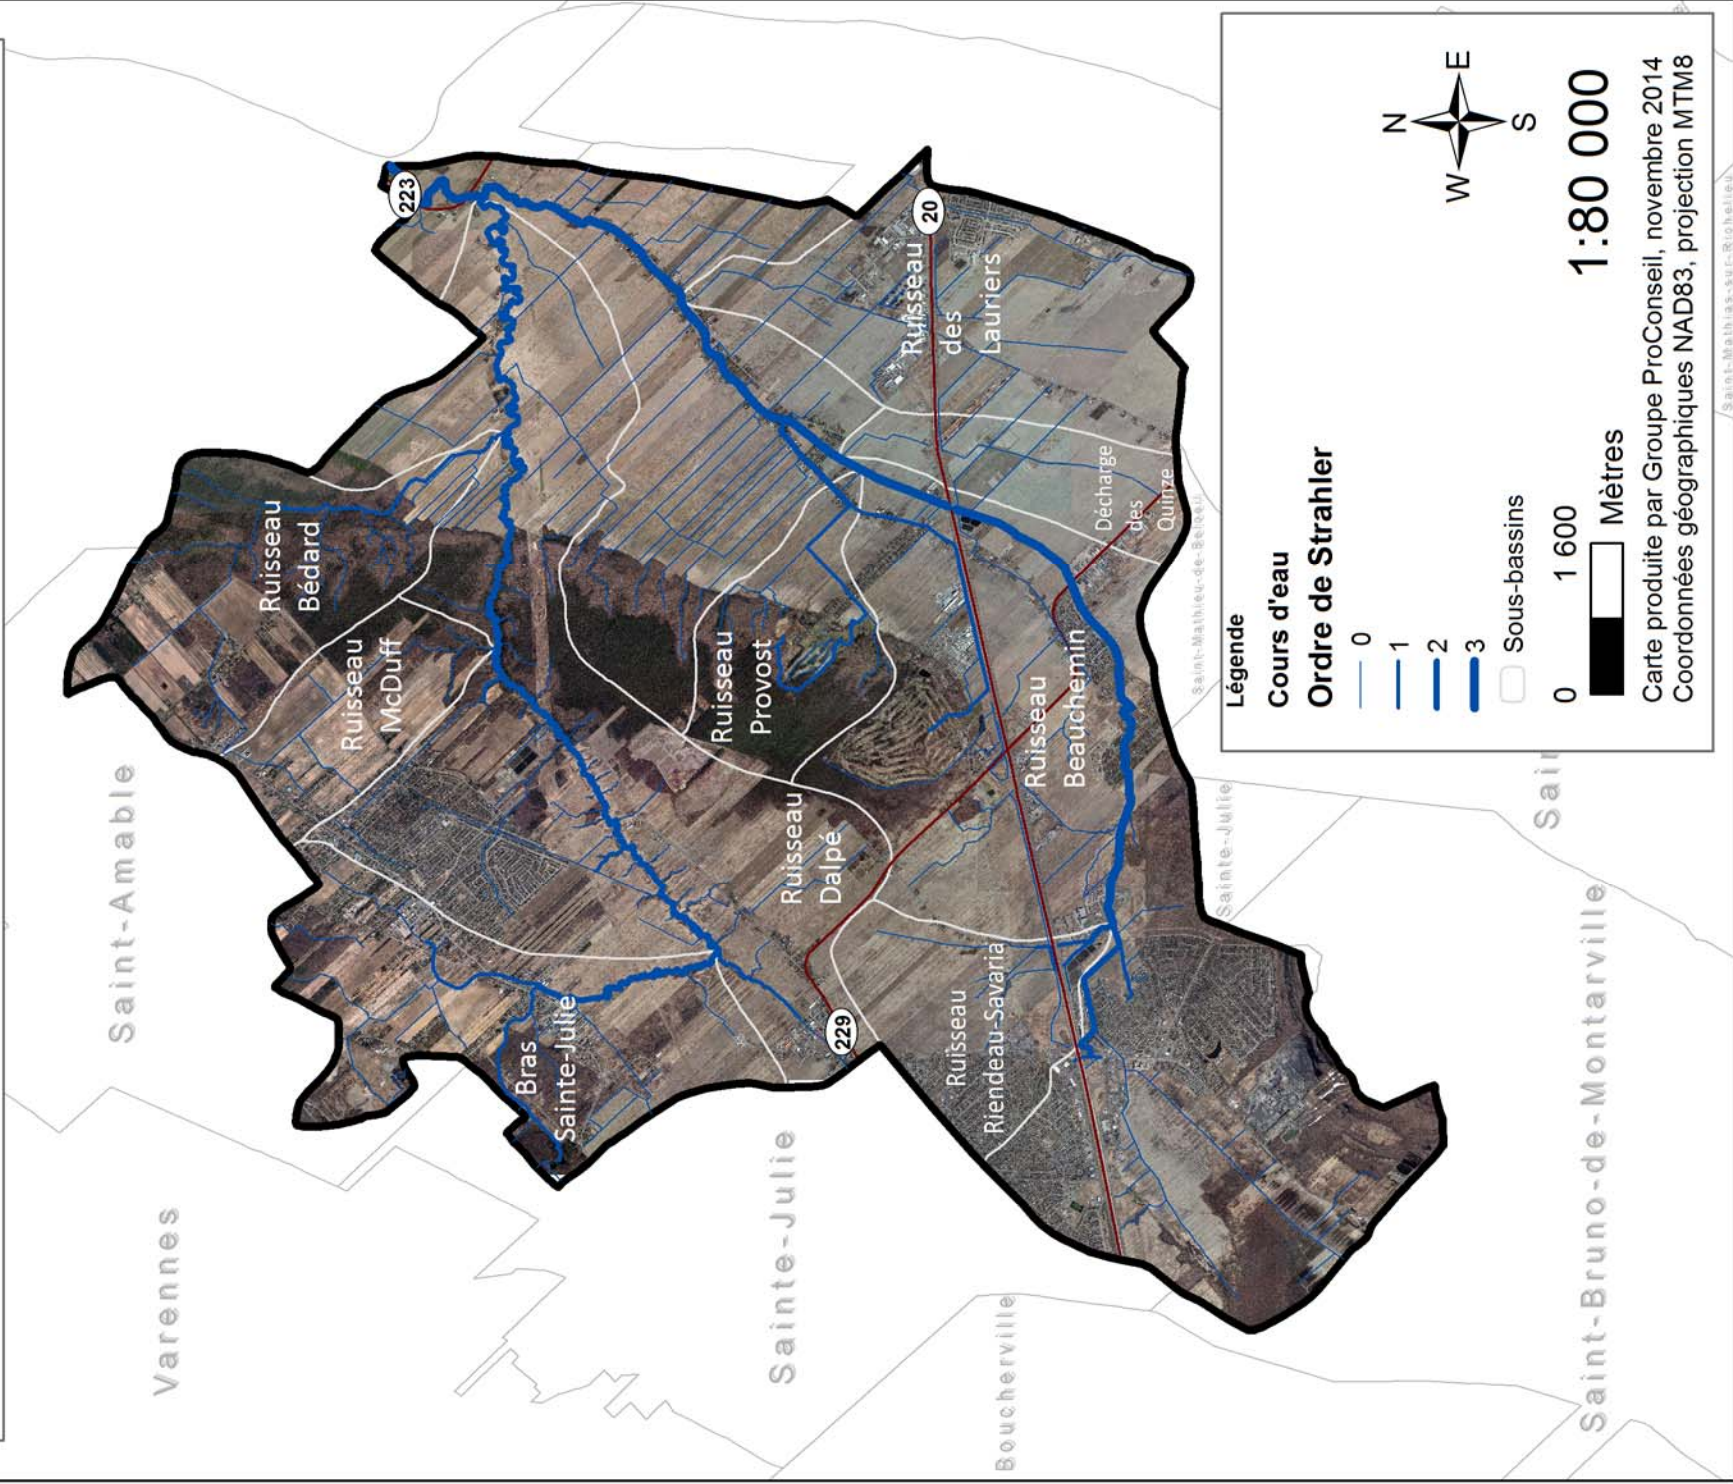 Varennes
Saint-Amable
Sainte-Julie
Boucherville
Saint-Bruno-de-Montarville
Sainte-Julie
Saint-Mathieu-de-Beloeil
Saint-Mathias-sur-Richelieu
Sain
223
20
229
Ruisseau
Bédard
Ruisseau
McDuff
Bras
Sainte-Julie
Ruisseau
Provost
Ruisseau
Dalpé
Ruisseau
des
Lauriers
Décharge
des
Quinze
Ruisseau
Beauchemin
Ruisseau
Riendeau-Savaria
Légende
Cours d'eau
Ordre de Strahler
0
1
2
3
Sous-bassins
N
W
E
S
0 1 600
Mètres
1:80 000
Carte produite par Groupe ProConseil, novembre 2014
Coordonnées géographiques NAD83, projection MTM8